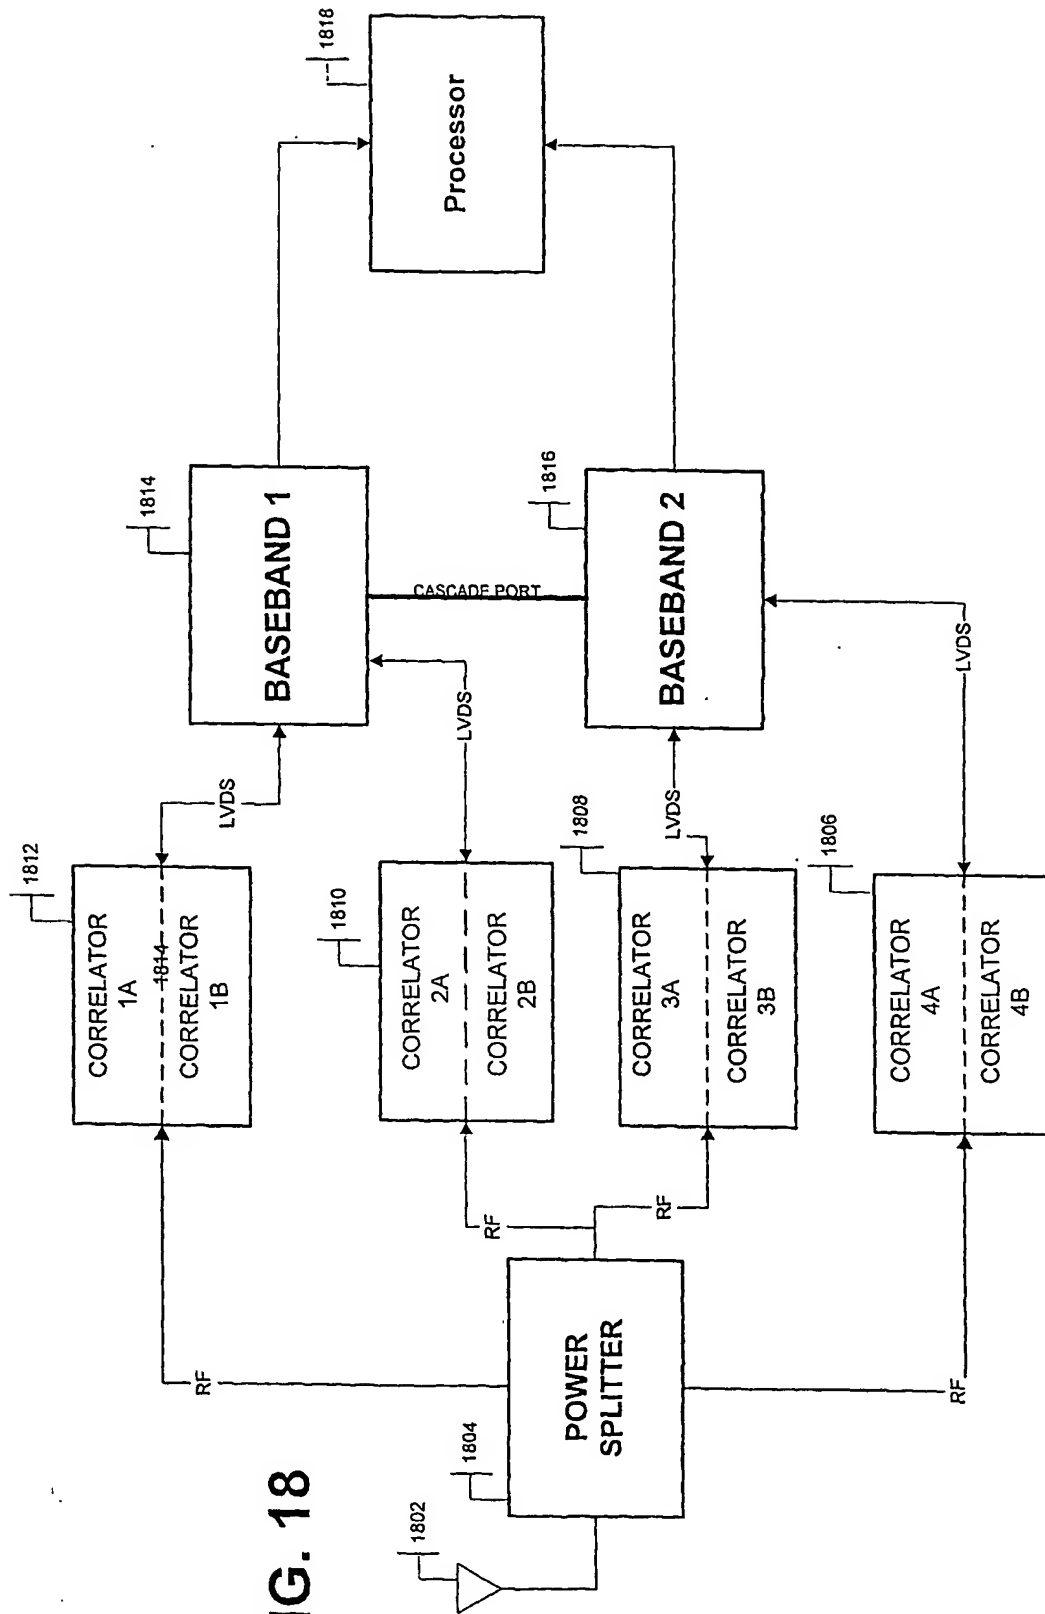 IG. 18
1802
1804
POWER
SPLITTER
RF
RF
RF
RF
1812
CORRELATOR
1A
1814
CORRELATOR
1B
1810
CORRELATOR
2A
CORRELATOR
2B
1808
CORRELATOR
3A
CORRELATOR
3B
1806
CORRELATOR
4A
CORRELATOR
4B
LVDS
LVDS
LVDS
LVDS
1814
BASEBAND 1
CASCADE PORT
1816
BASEBAND 2
1818
Processor